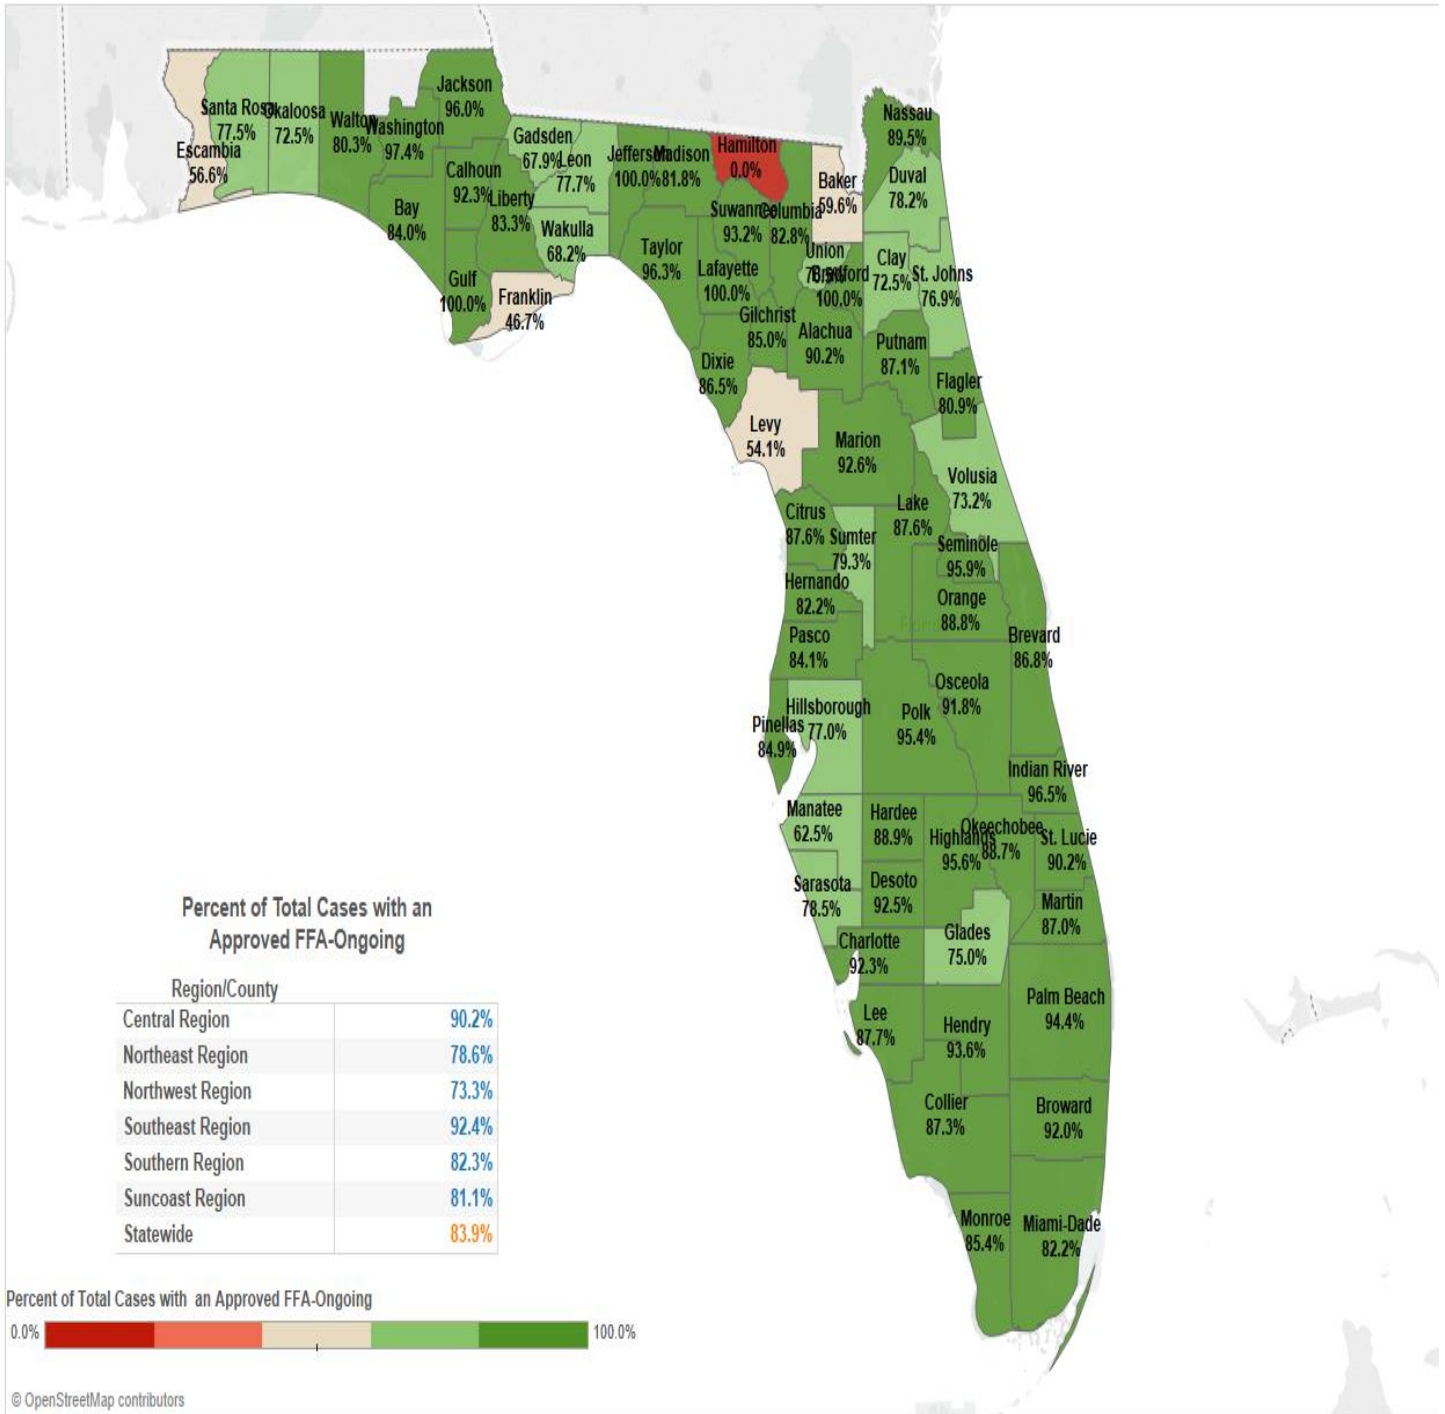 Jackson
96.0%
Santa Rosa
77.5%
Okaloosa
72.5%
Walton
80.3%
Washington
97.4%
Escambia
56.6%
Nassau
89.5%
Gadsden
67.9%
Leon
77.7%
Jefferson
100.0%
Madison
81.8%
Hamilton
0.0%
Baker
59.6%
Duval
78.2%
Calhoun
92.3%
Liberty
83.3%
Bay
84.0%
Wakulla
68.2%
Suwannee
93.2%
Columbia
82.8%
Taylor
96.3%
Lafayette
100.0%
Union
Bradford
100.0%
Clay
72.5%
St. Johns
76.9%
Gulf
100.0%
Franklin
46.7%
Gilchrist
85.0%
Alachua
90.2%
Putnam
87.1%
Dixie
86.5%
Flagler
80.9%
Levy
54.1%
Marion
92.6%
Volusia
73.2%
Citrus
87.6%
Sumter
79.3%
Lake
87.6%
Seminole
95.9%
Hernando
82.2%
Orange
88.8%
Pasco
84.1%
Brevard
86.8%
Osceola
91.8%
Hillsborough
77.0%
Polk
95.4%
Pinellas
84.9%
Indian River
96.5%
Manatee
62.5%
Hardee
88.9%
Highlands
95.6%
Okeechobee
88.7%
St. Lucie
90.2%
Sarasota
78.5%
Desoto
92.5%
Martin
87.0%
Charlotte
92.3%
Glades
75.0%
Palm Beach
94.4%
Lee
87.7%
Hendry
93.6%
Collier
87.3%
Broward
92.0%
Monroe
85.4%
Miami-Dade
82.2%
Percent of Total Cases with an
Approved FFA-Ongoing
Region/County
Central Region 90.2%
Northeast Region 78.6%
Northwest Region 73.3%
Southeast Region 92.4%
Southern Region 82.3%
Suncoast Region 81.1%
Statewide 83.9%
Percent of Total Cases with an Approved FFA-Ongoing
0.0% 100.0%
© OpenStreetMap contributors